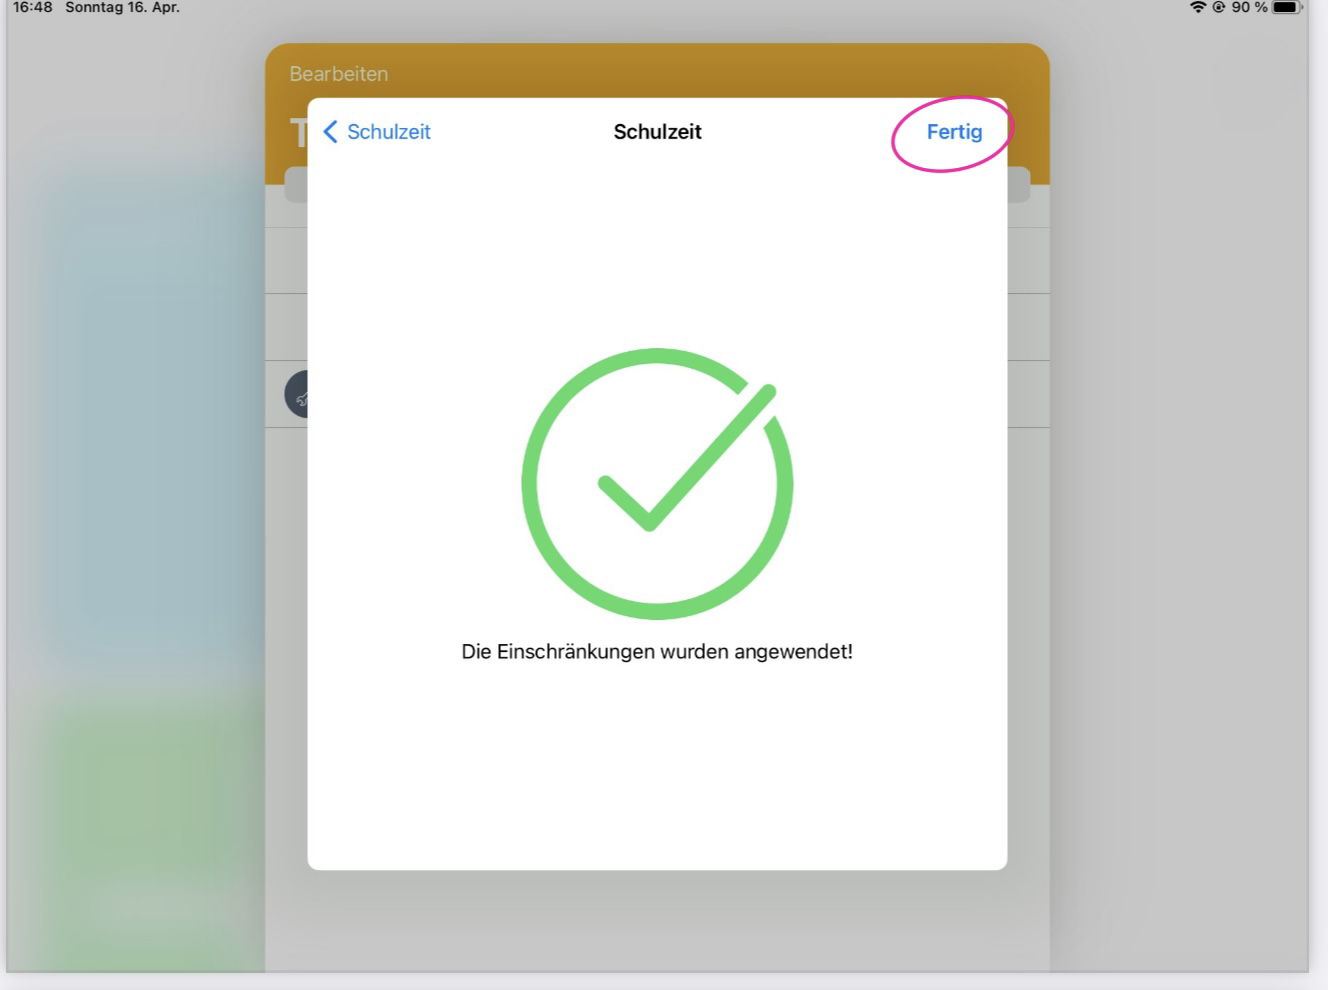 16:48 Sonntag 16. Apr.
90 %
Bearbeiten
T
Schulzeit
Schulzeit
Fertig
Die Einschränkungen wurden angewendet!